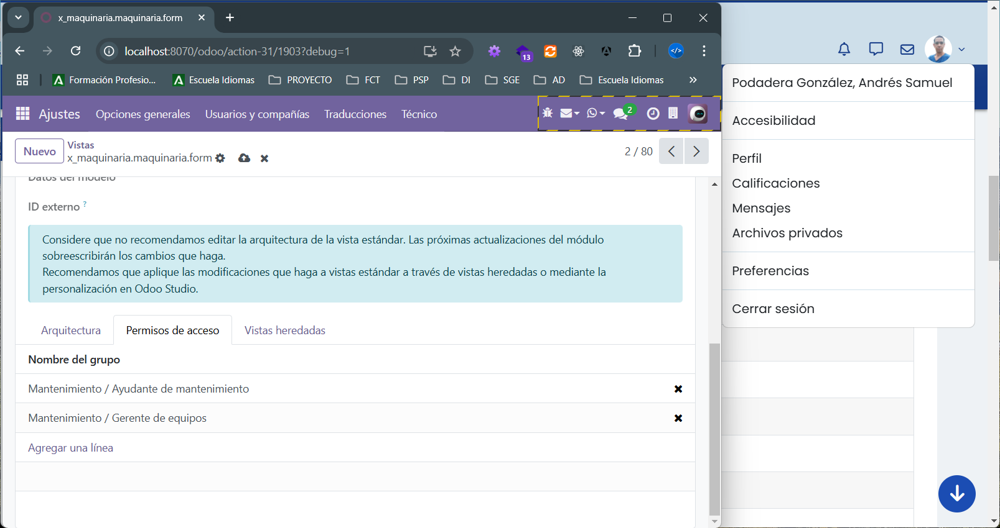 x_maquinaria.maquinaria.form
localhost:8070/odoo/action-31/1903?debug=1
13
Formación Profesio...
Escuela Idiomas
PROYECTO
FCT
PSP
DI
SGE
AD
Escuela Idiomas
»
Ajustes
Opciones generales
Usuarios y compañías
Traducciones
Técnico
2
Nuevo
Vistas
x_maquinaria.maquinaria.form
2 / 80
Datos del modelo
ID externo ?
Considere que no recomendamos editar la arquitectura de la vista estándar. Las próximas actualizaciones del módulo
sobreescribirán los cambios que haga.
Recomendamos que aplique las modificaciones que haga a vistas estándar a través de vistas heredadas o mediante la
personalización en Odoo Studio.
Arquitectura
Permisos de acceso
Vistas heredadas
Nombre del grupo
Mantenimiento / Ayudante de mantenimiento
Mantenimiento / Gerente de equipos
Agregar una línea
Podadera González, Andrés Samuel
Accesibilidad
Perfil
Calificaciones
Mensajes
Archivos privados
Preferencias
Cerrar sesión